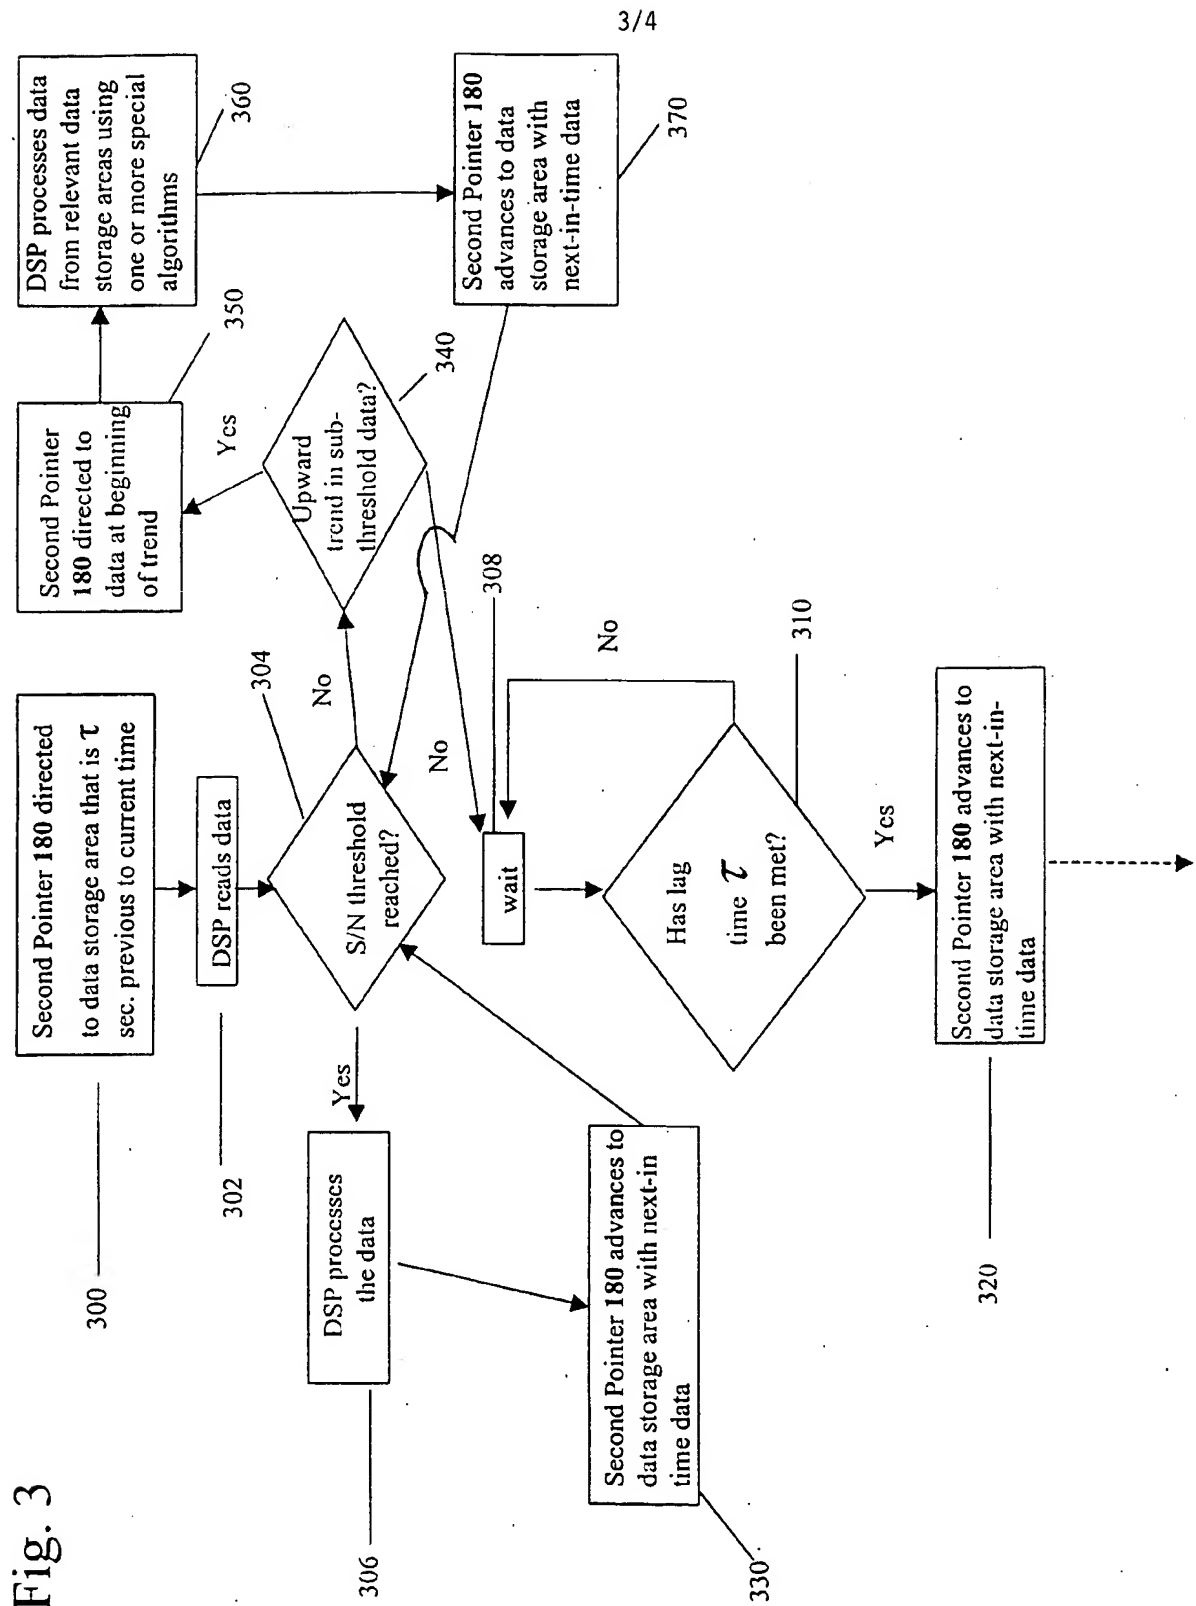 3/4
Fig. 3
Second Pointer 180 directed
to data storage area that is τ
sec. previous to current time
300
DSP reads data
302
S/N threshold
reached?
304
Yes
No
DSP processes
the data
306
Second Pointer 180 advances to
data storage area with next-in
time data
330
Upward
trend in sub-
threshold data?
340
Yes
No
Second Pointer
180 directed to
data at beginning
of trend
350
DSP processes data
from relevant data
storage areas using
one or more special
algorithms
360
Second Pointer 180
advances to data
storage area with
next-in-time data
370
wait
308
Has lag
time τ
been met?
310
No
Yes
Second Pointer 180 advances to
data storage area with next-in-
time data
320